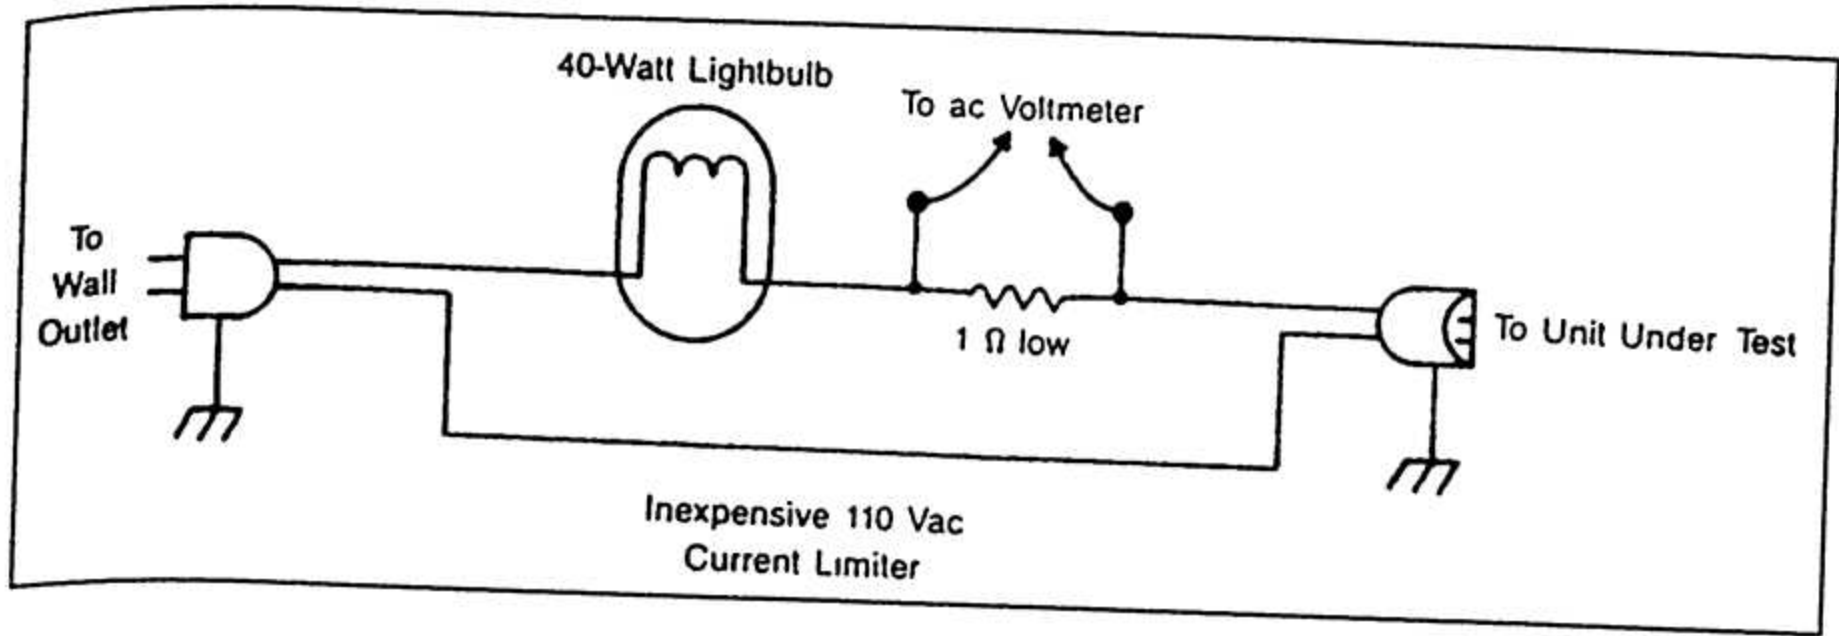 40-Watt Lightbulb
To ac Voltmeter
To
Wall
Outlet
1 Ω low
To Unit Under Test
Inexpensive 110 Vac
Current Limiter